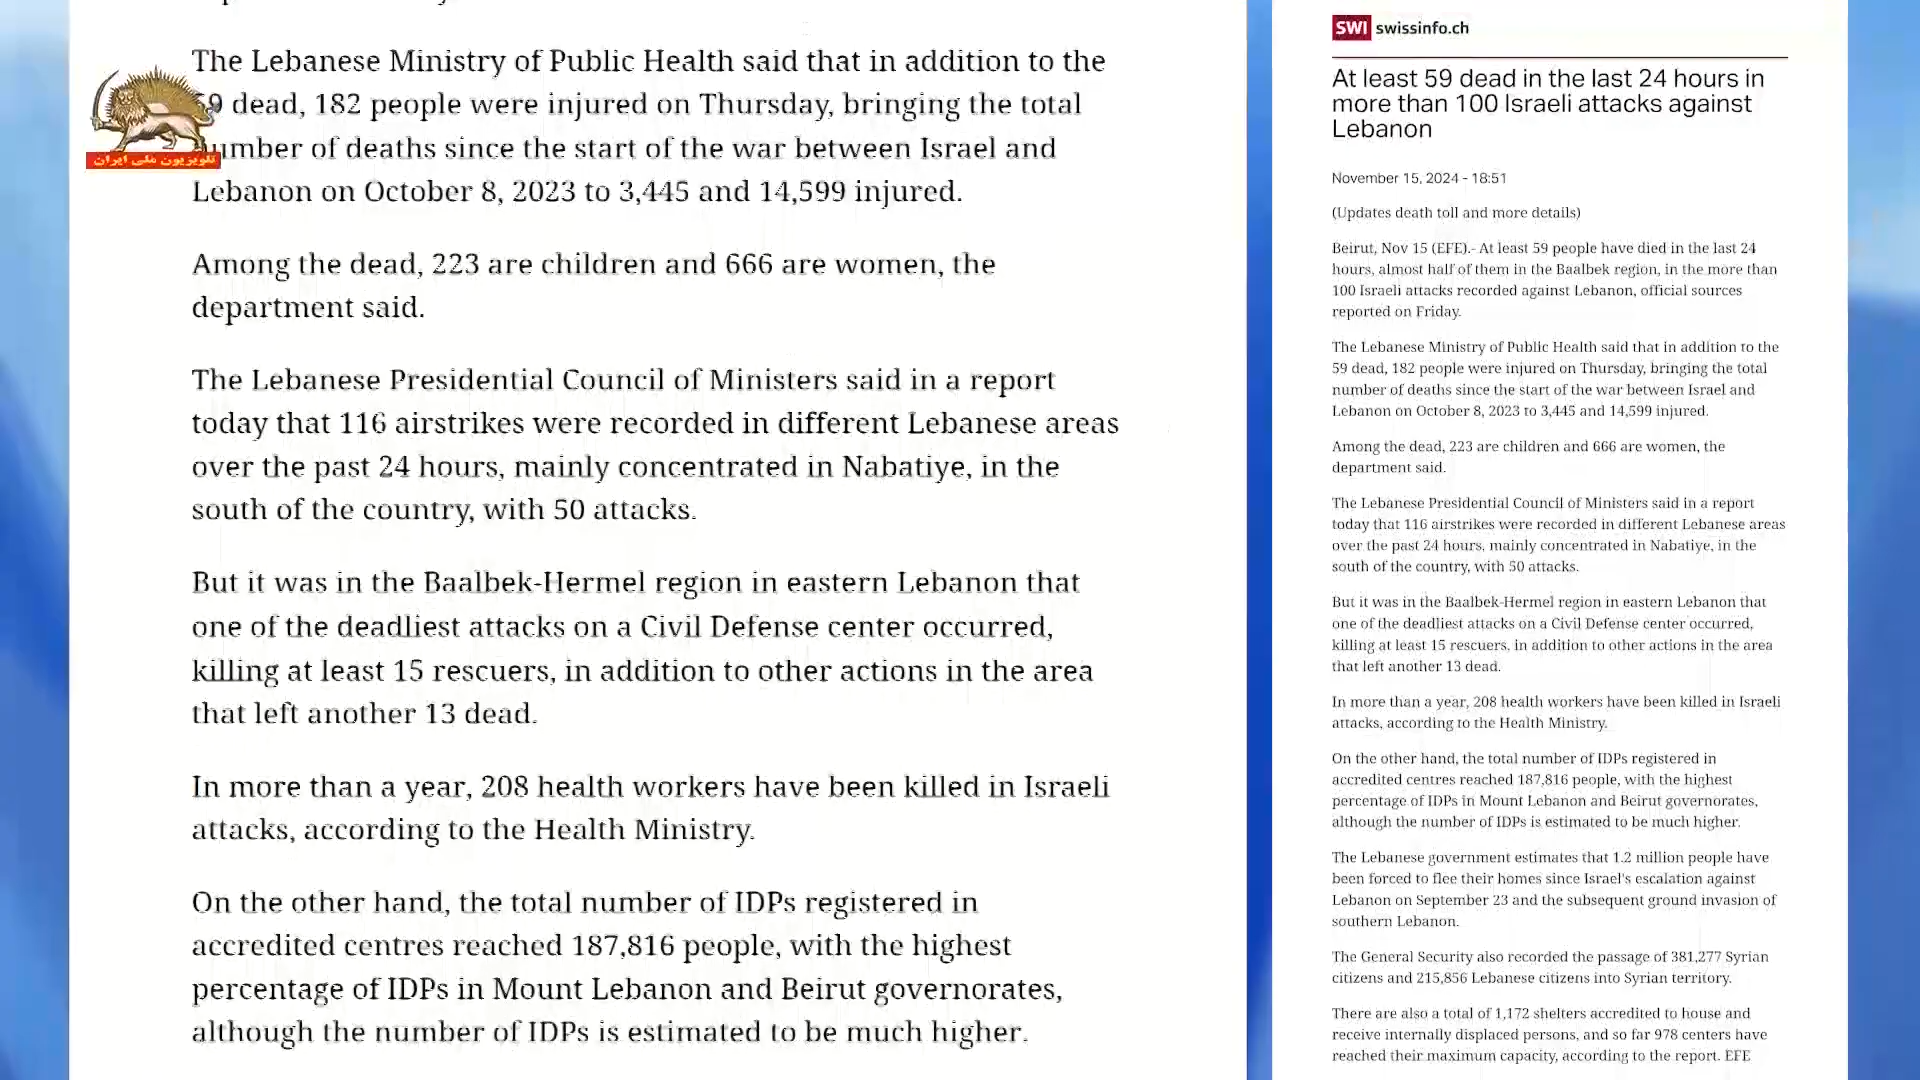 The Lebanese Ministry of Public Health said that in addition to the
59 dead, 182 people were injured on Thursday, bringing the total
number of deaths since the start of the war between Israel and
Lebanon on October 8, 2023 to 3,445 and 14,599 injured.
Among the dead, 223 are children and 666 are women, the
department said.
The Lebanese Presidential Council of Ministers said in a report
today that 116 airstrikes were recorded in different Lebanese areas
over the past 24 hours, mainly concentrated in Nabatiye, in the
south of the country, with 50 attacks.
But it was in the Baalbek-Hermel region in eastern Lebanon that
one of the deadliest attacks on a Civil Defense center occurred,
killing at least 15 rescuers, in addition to other actions in the area
that left another 13 dead.
In more than a year, 208 health workers have been killed in Israeli
attacks, according to the Health Ministry.
On the other hand, the total number of IDPs registered in
accredited centres reached 187,816 people, with the highest
percentage of IDPs in Mount Lebanon and Beirut governorates,
although the number of IDPs is estimated to be much higher.
تلویزیون ملی ایران
SWI swissinfo.ch
At least 59 dead in the last 24 hours in
more than 100 Israeli attacks against
Lebanon
November 15, 2024 - 18:51
(Updates death toll and more details)
Beirut, Nov 15 (EFE).- At least 59 people have died in the last 24
hours, almost half of them in the Baalbek region, in the more than
100 Israeli attacks recorded against Lebanon, official sources
reported on Friday.
The Lebanese Ministry of Public Health said that in addition to the
59 dead, 182 people were injured on Thursday, bringing the total
number of deaths since the start of the war between Israel and
Lebanon on October 8, 2023 to 3,445 and 14,599 injured.
Among the dead, 223 are children and 666 are women, the
department said.
The Lebanese Presidential Council of Ministers said in a report
today that 116 airstrikes were recorded in different Lebanese areas
over the past 24 hours, mainly concentrated in Nabatiye, in the
south of the country, with 50 attacks.
But it was in the Baalbek-Hermel region in eastern Lebanon that
one of the deadliest attacks on a Civil Defense center occurred,
killing at least 15 rescuers, in addition to other actions in the area
that left another 13 dead.
In more than a year, 208 health workers have been killed in Israeli
attacks, according to the Health Ministry.
On the other hand, the total number of IDPs registered in
accredited centres reached 187,816 people, with the highest
percentage of IDPs in Mount Lebanon and Beirut governorates,
although the number of IDPs is estimated to be much higher.
The Lebanese government estimates that 1.2 million people have
been forced to flee their homes since Israel's escalation against
Lebanon on September 23 and the subsequent ground invasion of
southern Lebanon.
The General Security also recorded the passage of 381,277 Syrian
citizens and 215,856 Lebanese citizens into Syrian territory.
There are also a total of 1,172 shelters accredited to house and
receive internally displaced persons, and so far 978 centers have
reached their maximum capacity, according to the report. EFE